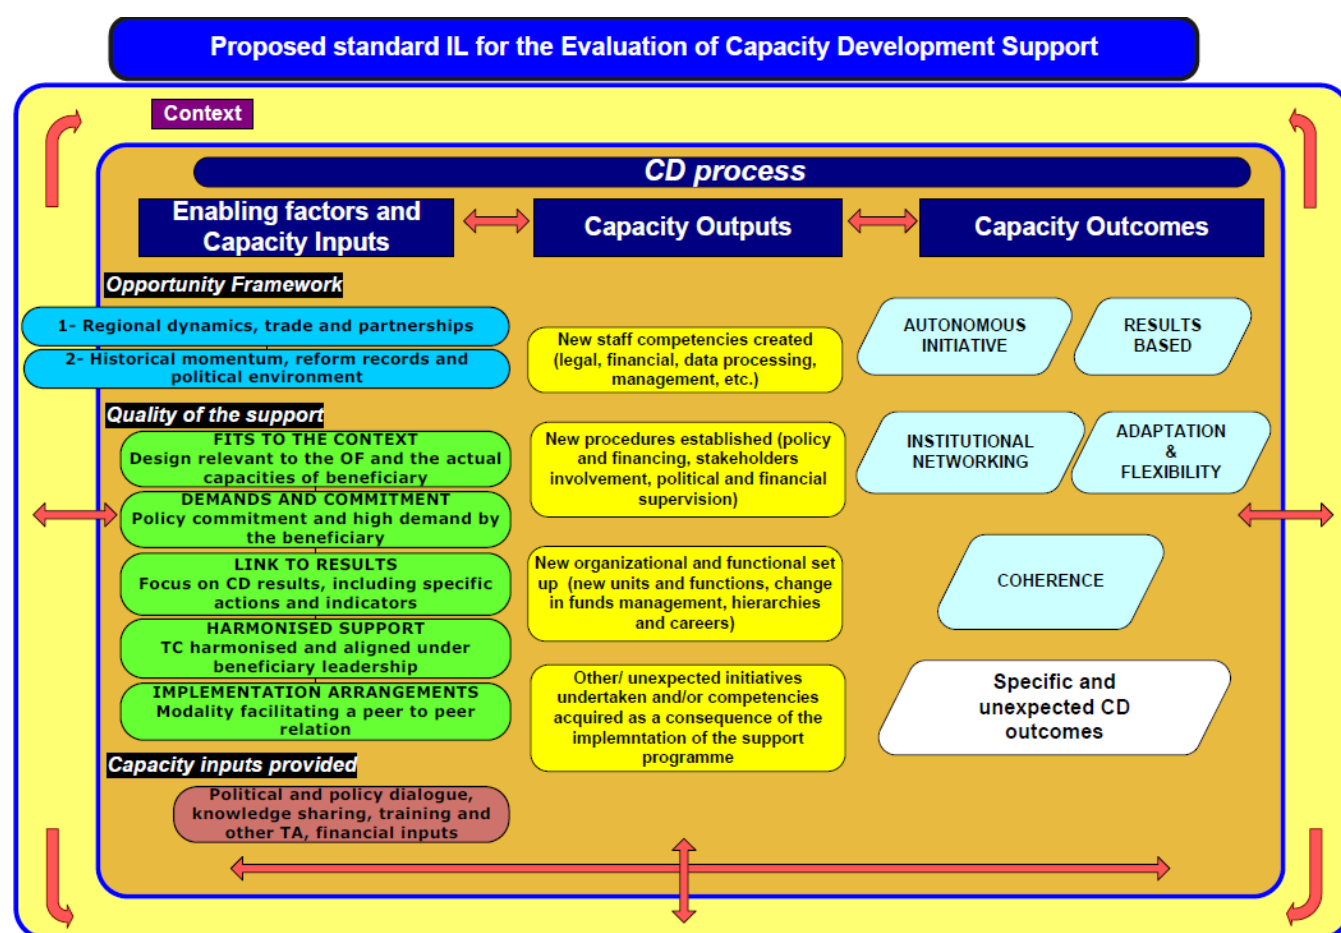 Proposed standard IL for the Evaluation of Capacity Development Support
Context
CD process
Enabling factors and
Capacity Inputs
Capacity Outputs
Capacity Outcomes
Opportunity Framework
1- Regional dynamics, trade and partnerships
2- Historical momentum, reform records and
political environment
Quality of the support
FITS TO THE CONTEXT
Design relevant to the OF and the actual
capacities of beneficiary
DEMANDS AND COMMITMENT
Policy commitment and high demand by
the beneficiary
LINK TO RESULTS
Focus on CD results, including specific
actions and indicators
HARMONISED SUPPORT
TC harmonised and aligned under
beneficiary leadership
IMPLEMENTATION ARRANGEMENTS
Modality facilitating a peer to peer
relation
Capacity inputs provided
Political and policy dialogue,
knowledge sharing, training and
other TA, financial inputs
New staff competencies created
(legal, financial, data processing,
management, etc.)
New procedures established (policy
and financing, stakeholders
involvement, political and financial
supervision)
New organizational and functional set
up (new units and functions, change
in funds management, hierarchies
and careers)
Other/ unexpected initiatives
undertaken and/or competencies
acquired as a consequence of the
implemntation of the support
programme
AUTONOMOUS
INITIATIVE
RESULTS
BASED
INSTITUTIONAL
NETWORKING
ADAPTATION
&
FLEXIBILITY
COHERENCE
Specific and
unexpected CD
outcomes